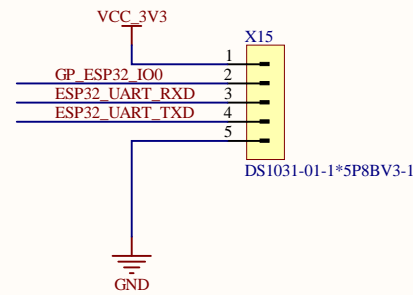 VCC_3V3
X15
1
GP_ESP32_IO0 2
ESP32_UART_RXD 3
ESP32_UART_TXD 4
5
DS1031-01-1*5P8BV3-1
GND